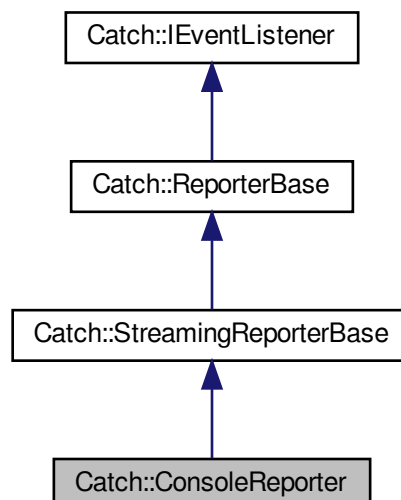 Catch::IEventListener
Catch::ReporterBase
Catch::StreamingReporterBase
Catch::ConsoleReporter